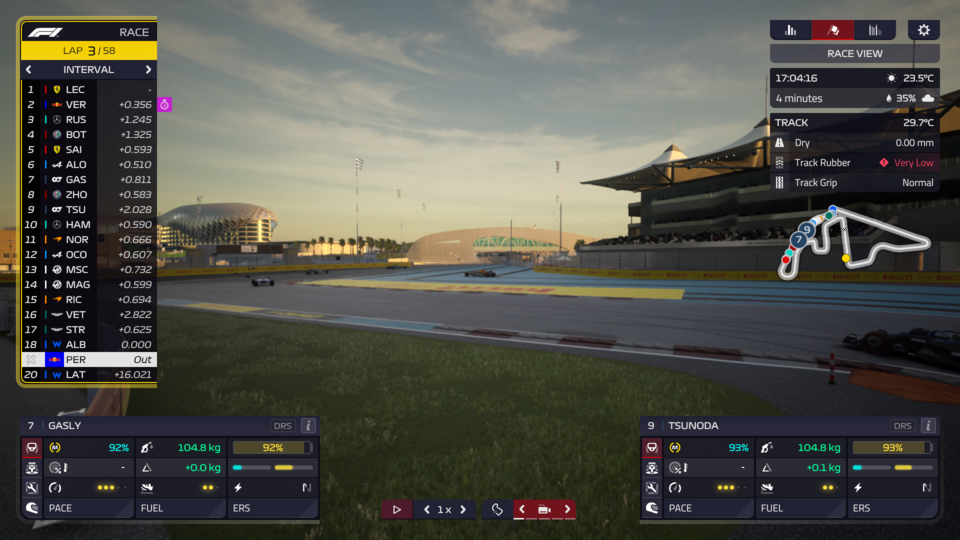 F1 RACE
LAP 3/58
INTERVAL
1 LEC -
2 VER +0.356
3 RUS +1.245
4 BOT +1.325
5 SAI +0.593
6 ALO +0.510
7 GAS +0.811
8 ZHO +0.583
9 TSU +2.028
10 HAM +0.590
11 NOR +0.666
12 OCO +0.607
13 MSC +0.732
14 MAG +0.599
15 RIC +0.694
16 VET +2.822
17 STR +0.625
18 ALB 0.000
PER Out
20 LAT +16.021
RACE VIEW
17:04:16 23.5°C
4 minutes 35%
TRACK 29.7°C
Dry 0.00 mm
Track Rubber Very Low
Track Grip Normal
9
7
7 GASLY DRS i
M 92% 104.8 kg 92%
- +0.0 kg
N
PACE FUEL ERS
1x
9 TSUNODA DRS i
M 93% 104.8 kg 93%
- +0.1 kg
N
PACE FUEL ERS